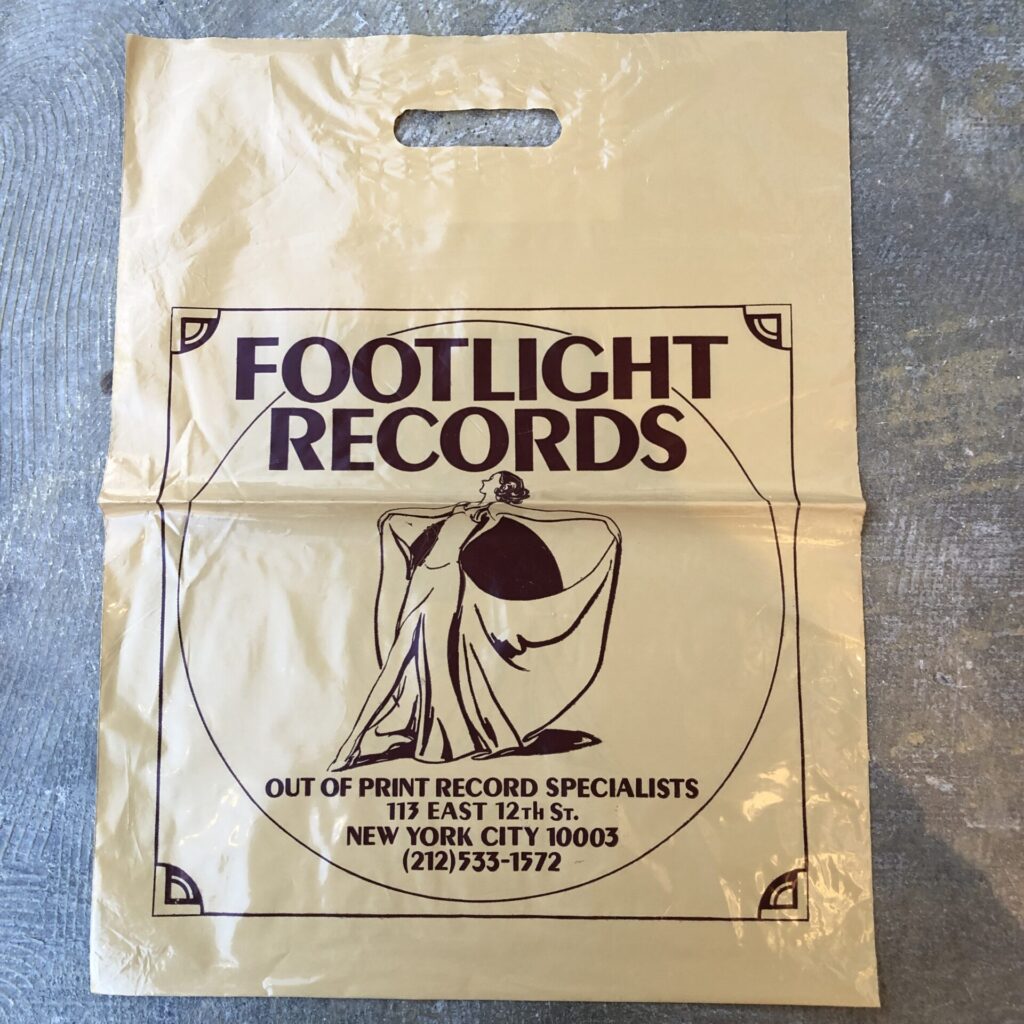 FOOTLIGHT
RECORDS
OUT OF PRINT RECORD SPECIALISTS
113 EAST 12TH ST.
NEW YORK CITY 10003
(212)533-1572